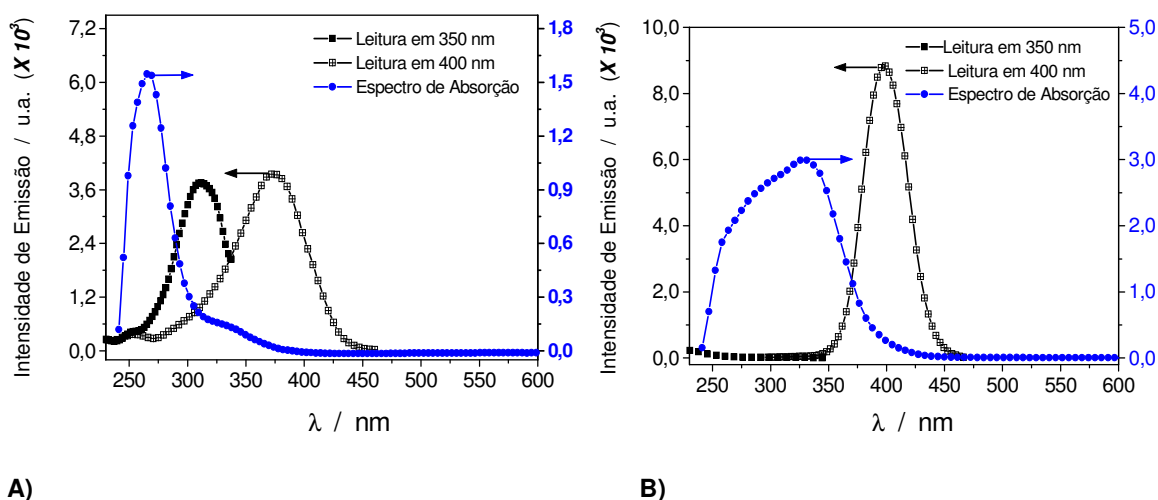 Intensidade de Emissão / u.a. (X 10³)
7,2
6,0
4,8
3,6
2,4
1,2
0,0
1,8
1,5
1,2
0,9
0,6
0,3
0,0
Leitura em 350 nm
Leitura em 400 nm
Espectro de Absorção
250 300 350 400 450 500 550 600
λ / nm
A)
Intensidade de Emissão / u.a. (X 10³)
10,0
8,0
6,0
4,0
2,0
0,0
5,0
4,0
3,0
2,0
1,0
0,0
Leitura em 350 nm
Leitura em 400 nm
Espectro de Absorção
250 300 350 400 450 500 550 600
λ / nm
B)